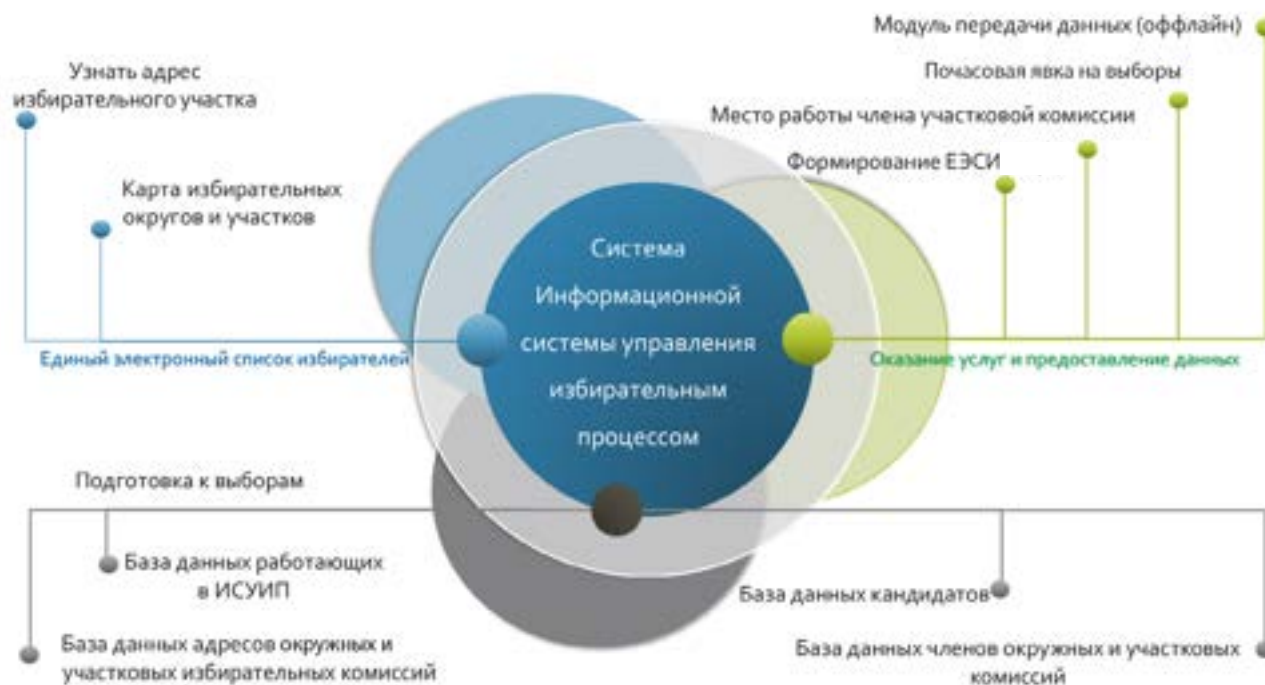 Модуль передачи данных (оффлайн)
Узнать адрес
избирательного участка
Почасовая явка на выборы
Место работы члена участковой комиссии
Формирование ЕЭСИ
Карта избирательных
округов и участков
Система
Информационной
системы управления
избирательным
процессом
Единый электронный список избирателей
Оказание услуг и предоставление данных
Подготовка к выборам
База данных работающих
в ИСУИП
База данных кандидатов
База данных адресов окружных и
участковых избирательных комиссий
База данных членов окружных и участковых
комиссий